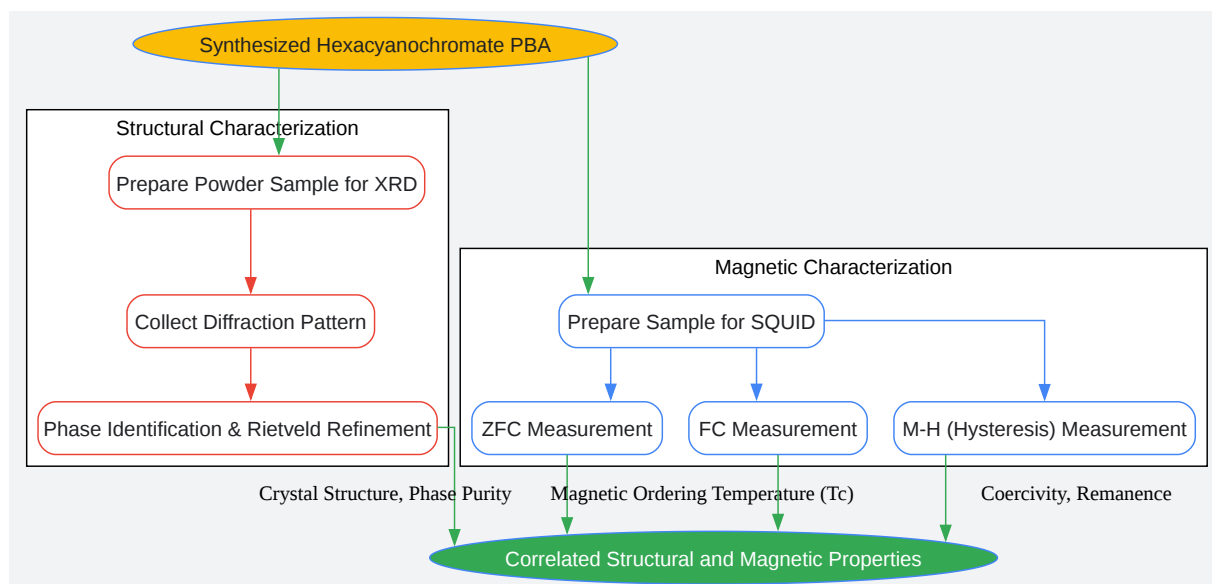 Synthesized Hexacyanochromate PBA
Structural Characterization
Prepare Powder Sample for XRD
Collect Diffraction Pattern
Phase Identification & Rietveld Refinement
Magnetic Characterization
Prepare Sample for SQUID
ZFC Measurement
FC Measurement
M-H (Hysteresis) Measurement
Crystal Structure, Phase Purity
Magnetic Ordering Temperature (Tc)
Coercivity, Remanence
Correlated Structural and Magnetic Properties